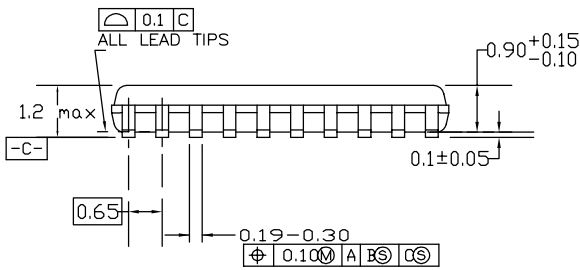 ⌓ 0.1 C
ALL LEAD TIPS
0.90 +0.15 -0.10
1.2 max
-C-
0.1±0.05
0.65
0.19-0.30
⌖ 0.10Ⓜ A BⓈ CⓈ